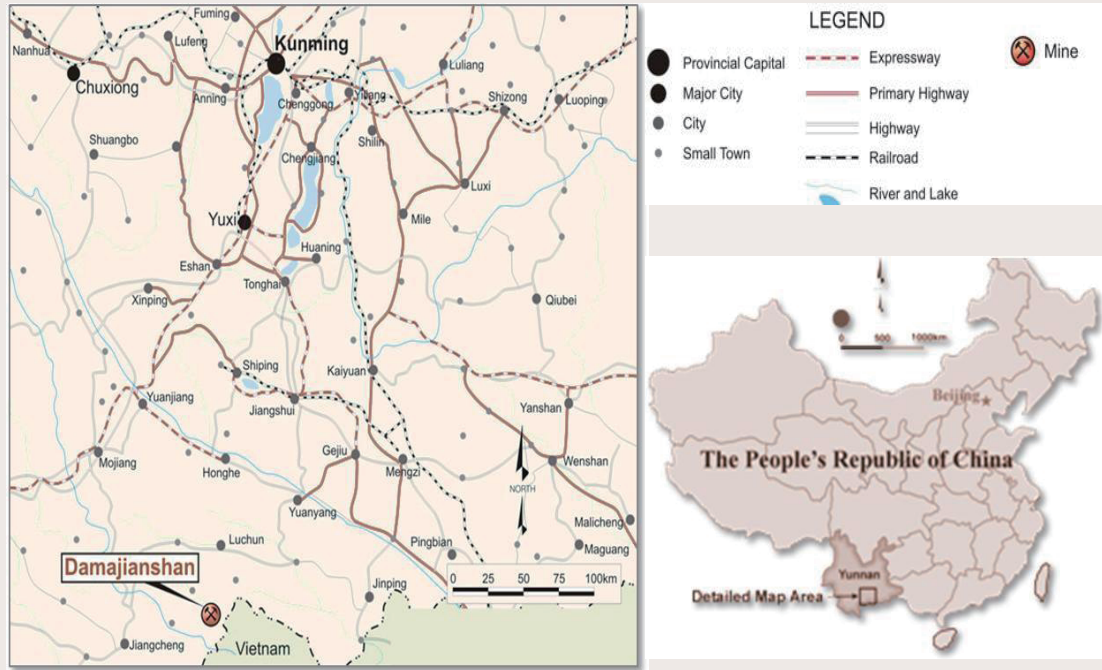 Fuming
Nanhua
Lufeng
Kunming
Luliang
Chuxiong
Anning
Chenggong
Yiliang
Shizong
Luoping
Shuangbo
Shilin
Chengjiang
Luxi
Yuxi
Mile
Huaning
Eshan
Tonghai
Xinping
Qiubei
Shiping
Kaiyuan
Yuanjiang
Jiangshui
Yanshan
Mojiang
Honghe
Gejiu
Mengzi
Wenshan
NORTH
Yuanyang
Malicheng
Luchun
Pingbian
Maguang
Damajianshan
0 25 50 75 100km
Jinping
Jiangcheng
Vietnam
LEGEND
Provincial Capital
Major City
City
Small Town
Expressway
Primary Highway
Highway
Railroad
River and Lake
Mine
0 500 1000km
Beijing
The People's Republic of China
Yunnan
Detailed Map Area